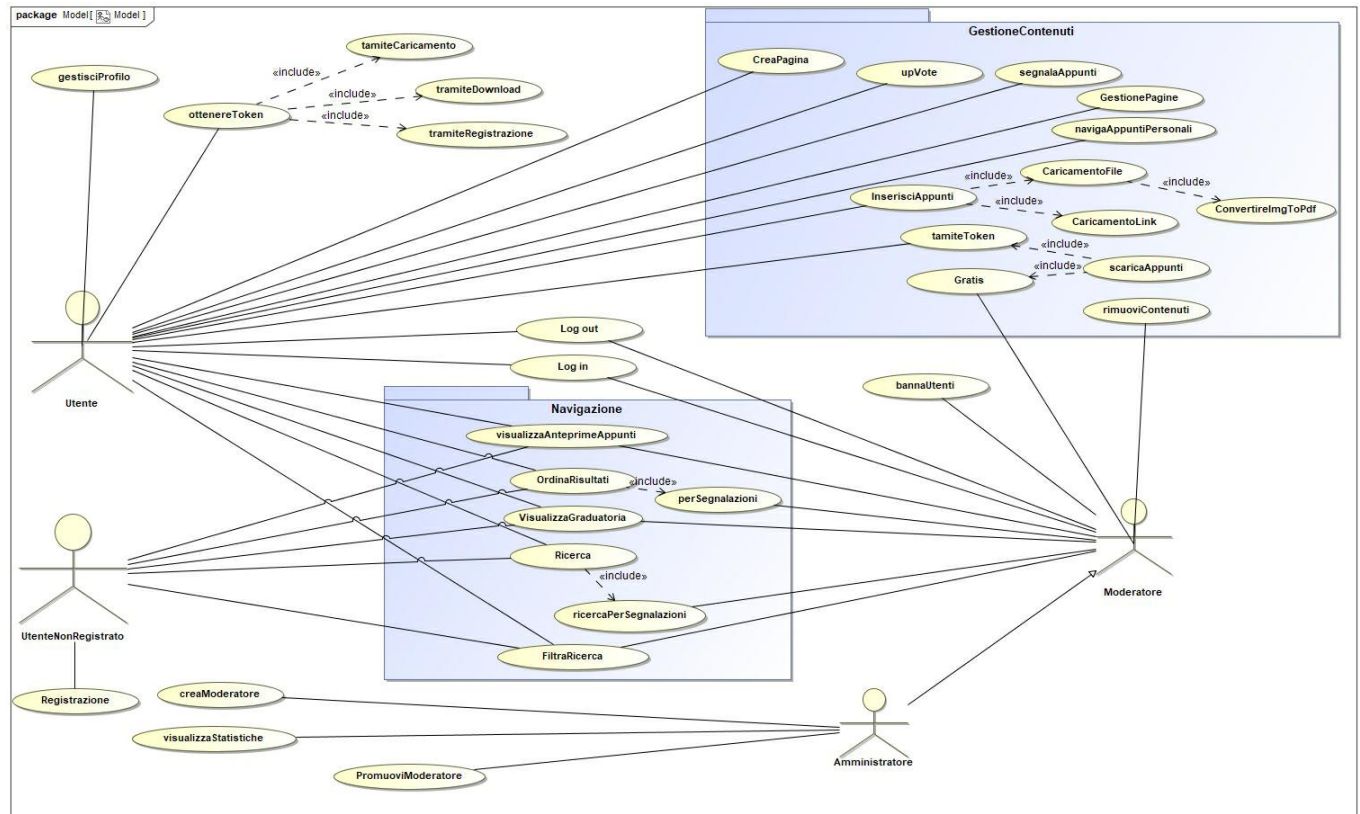 package Model[ Model ]
GestioneContenuti
tamiteCaricamento
gestisciProfilo
«include»
CreaPagina
upVote
segnalaAppunti
tramiteDownload
«include»
GestionePagine
ottenereToken
«include»
tramiteRegistrazione
navigaAppuntiPersonali
CaricamentoFile
«include»
«include»
InserisciAppunti
ConvertireImgToPdf
«include»
CaricamentoLink
tamiteToken
«include»
scaricaAppunti
«include»
Gratis
rimuoviContenuti
Log out
Log in
bannaUtenti
Utente
Navigazione
visualizzaAnteprimeAppunti
OrdinaRisultati
«include»
perSegnalazioni
VisualizzaGraduatoria
Ricerca
«include»
Moderatore
ricercaPerSegnalazioni
UtenteNonRegistrato
FiltraRicerca
Registrazione
creaModeratore
visualizzaStatistiche
Amministratore
PromuoviModeratore